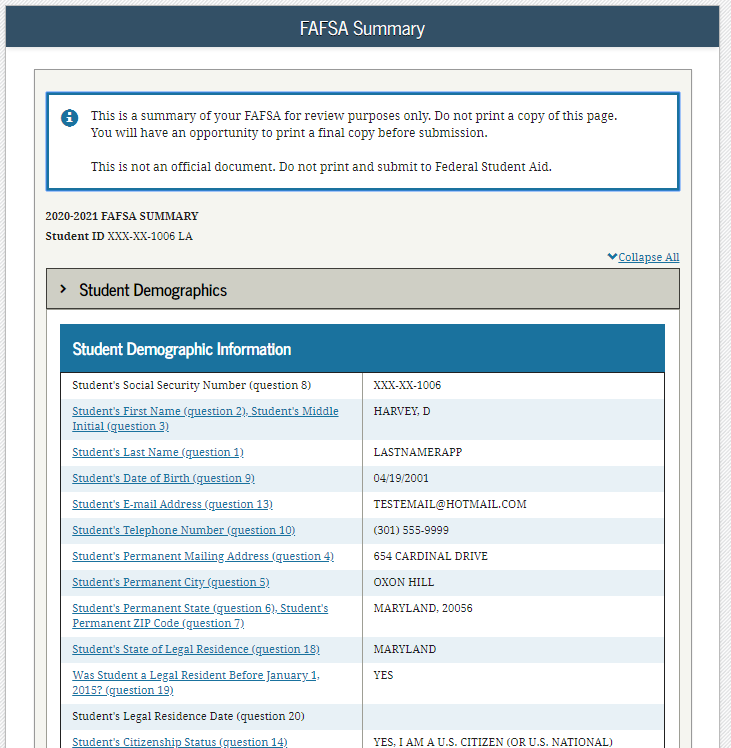 FAFSA Summary
This is a summary of your FAFSA for review purposes only. Do not print a copy of this page.
You will have an opportunity to print a final copy before submission.
This is not an official document. Do not print and submit to Federal Student Aid.
2020-2021 FAFSA SUMMARY
Student ID XXX-XX-1006 LA
Collapse All
Student Demographics
Student Demographic Information
Student's Social Security Number (question 8) XXX-XX-1006
Student's First Name (question 2), Student's Middle HARVEY, D
Initial (question 3)
Student's Last Name (question 1) LASTNAMERAPP
Student's Date of Birth (question 9) 04/19/2001
Student's E-mail Address (question 13) TESTEMAIL@HOTMAIL.COM
Student's Telephone Number (question 10) (301) 555-9999
Student's Permanent Mailing Address (question 4) 654 CARDINAL DRIVE
Student's Permanent City (question 5) OXON HILL
Student's Permanent State (question 6), Student's MARYLAND, 20056
Permanent ZIP Code (question 7)
Student's State of Legal Residence (question 18) MARYLAND
Was Student a Legal Resident Before January 1, YES
2015? (question 19)
Student's Legal Residence Date (question 20)
Student's Citizenship Status (question 14) YES, I AM A U.S. CITIZEN (OR U.S. NATIONAL)